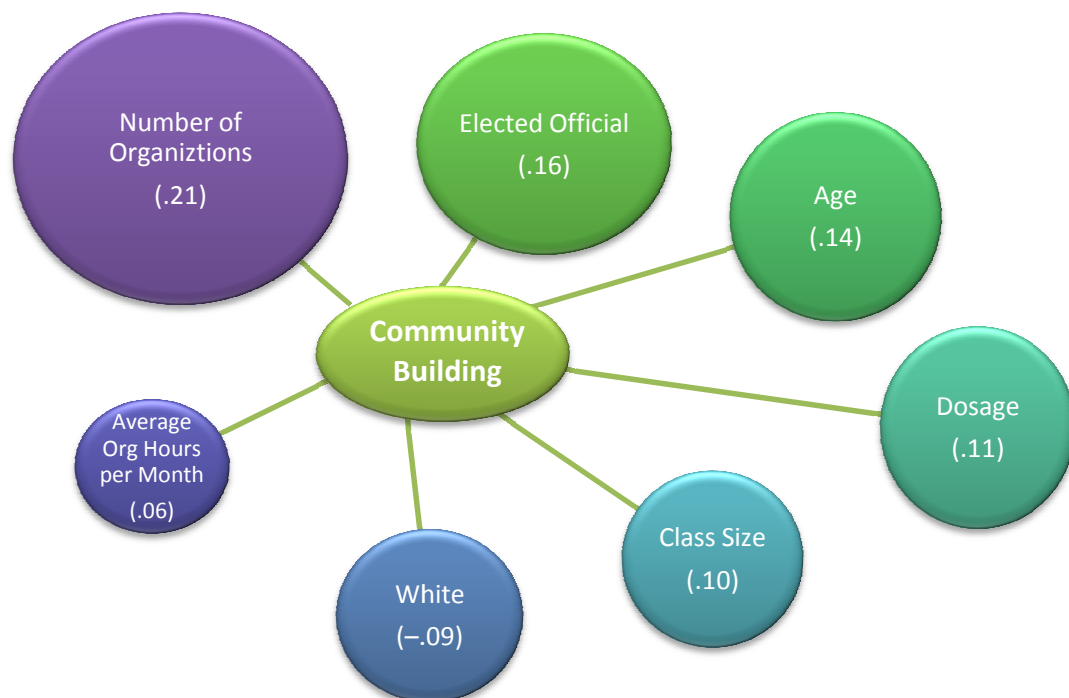 Number of
Organiztions
(.21)
Elected Official
(.16)
Age
(.14)
Community
Building
Dosage
(.11)
Average
Org Hours
per Month
(.06)
Class Size
(.10)
White
(–.09)